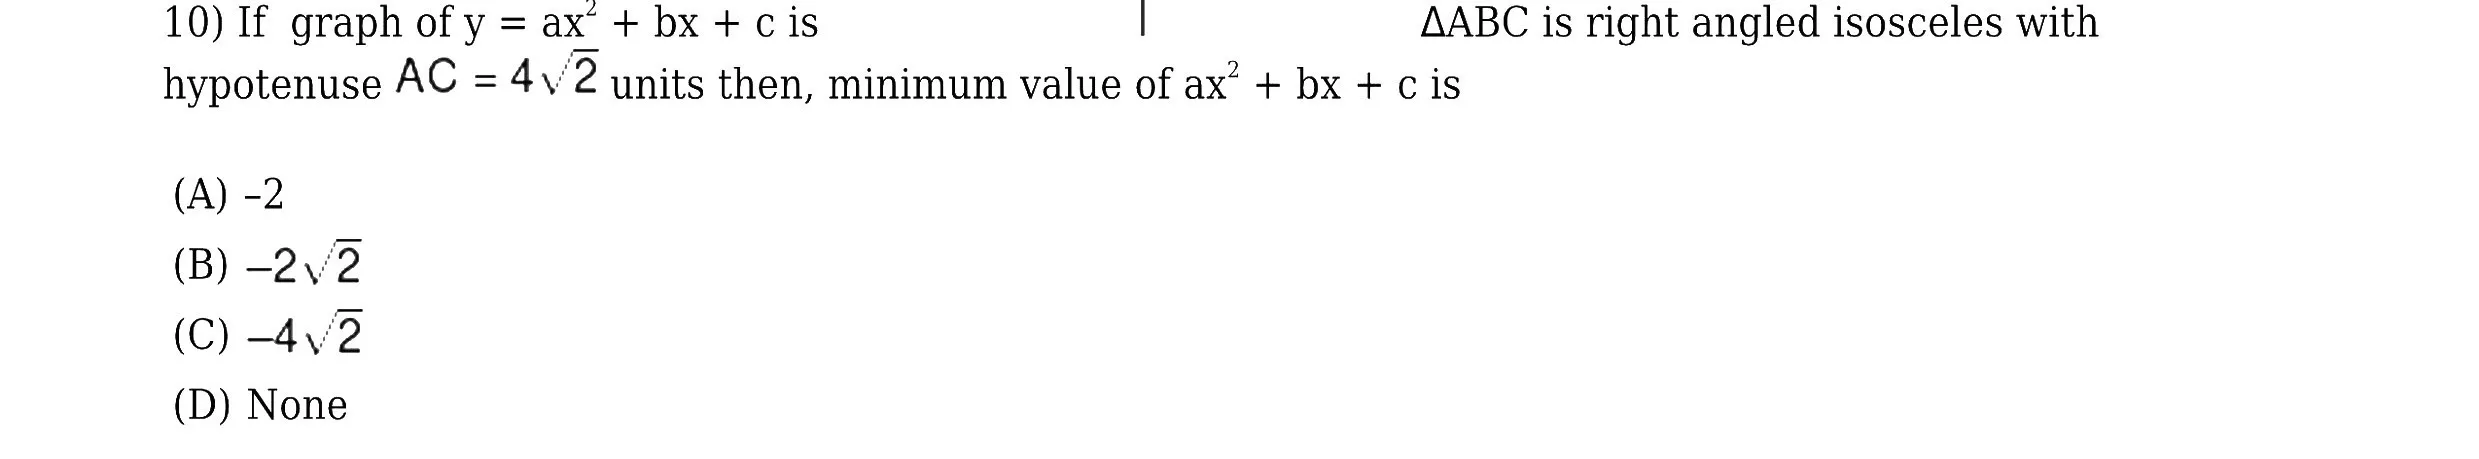 10) If graph of y = ax² + bx + c is ΔABC is right angled isosceles with
hypotenuse AC = 4√2 units then, minimum value of ax² + bx + c is
(A) –2
(B) –2√2
(C) –4√2
(D) None